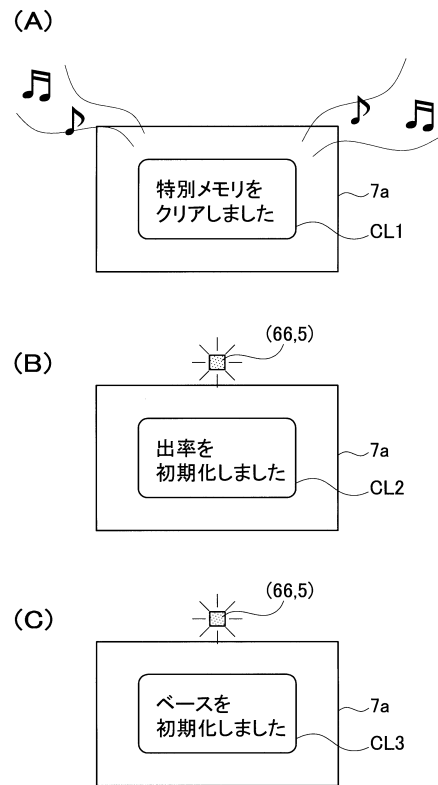 (A)
特別メモリを
クリアしました
7a
CL1
(B)
(66,5)
出率を
初期化しました
7a
CL2
(C)
(66,5)
ベースを
初期化しました
7a
CL3